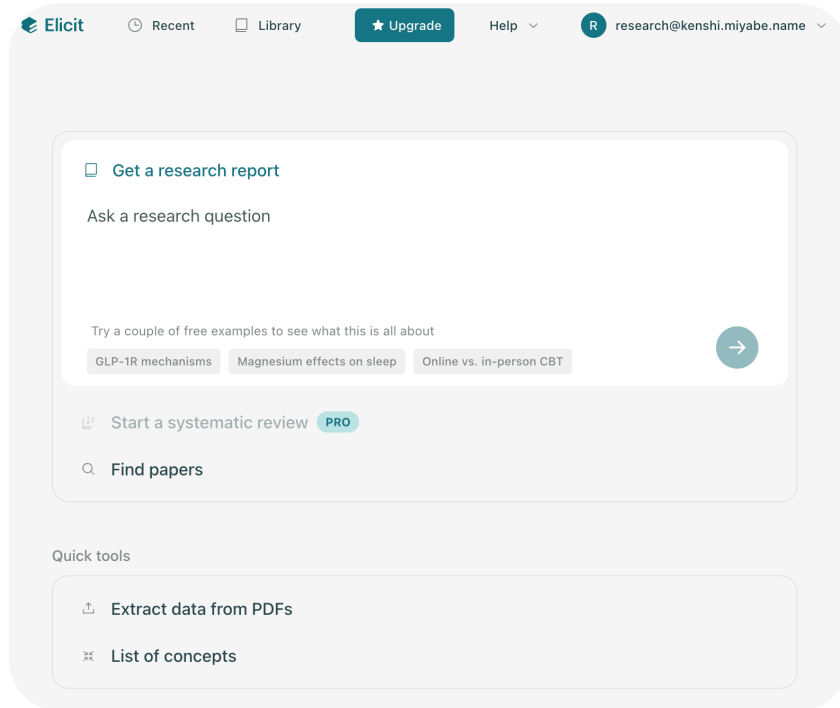 Elicit
Recent
Library
Upgrade
Help
R
research@kenshi.miyabe.name
Get a research report
Ask a research question
Try a couple of free examples to see what this is all about
GLP-1R mechanisms
Magnesium effects on sleep
Online vs. in-person CBT
Start a systematic review PRO
Find papers
Quick tools
Extract data from PDFs
List of concepts